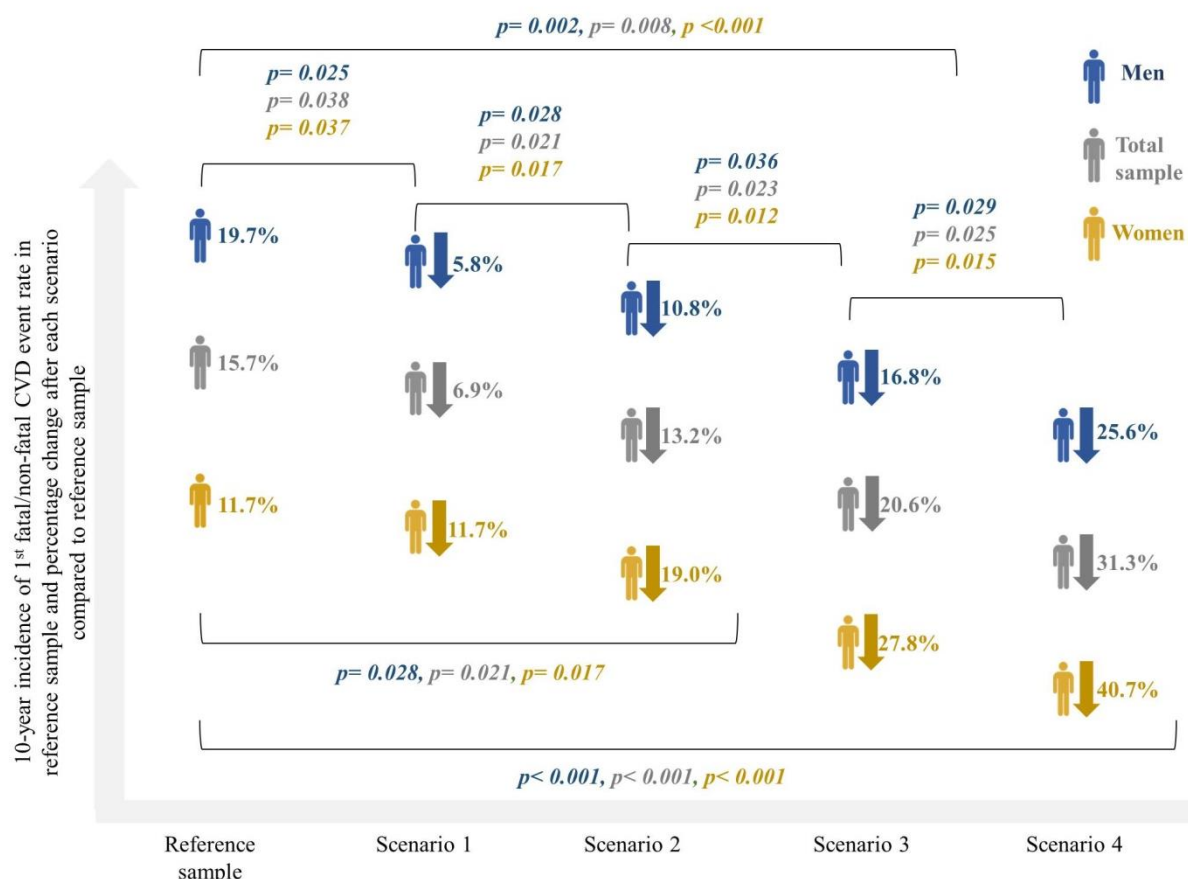 p= 0.002, p= 0.008, p <0.001
p= 0.025
p= 0.038
p= 0.037
p= 0.028
p= 0.021
p= 0.017
p= 0.036
p= 0.023
p= 0.012
p= 0.029
p= 0.025
p= 0.015
Men
Total
sample
Women
10-year incidence of 1st fatal/non-fatal CVD event rate in
reference sample and percentage change after each scenario
compared to reference sample
19.7%
5.8%
10.8%
16.8%
25.6%
15.7%
6.9%
13.2%
20.6%
31.3%
11.7%
11.7%
19.0%
27.8%
40.7%
p= 0.028, p= 0.021, p= 0.017
p< 0.001, p< 0.001, p< 0.001
Reference
sample
Scenario 1
Scenario 2
Scenario 3
Scenario 4